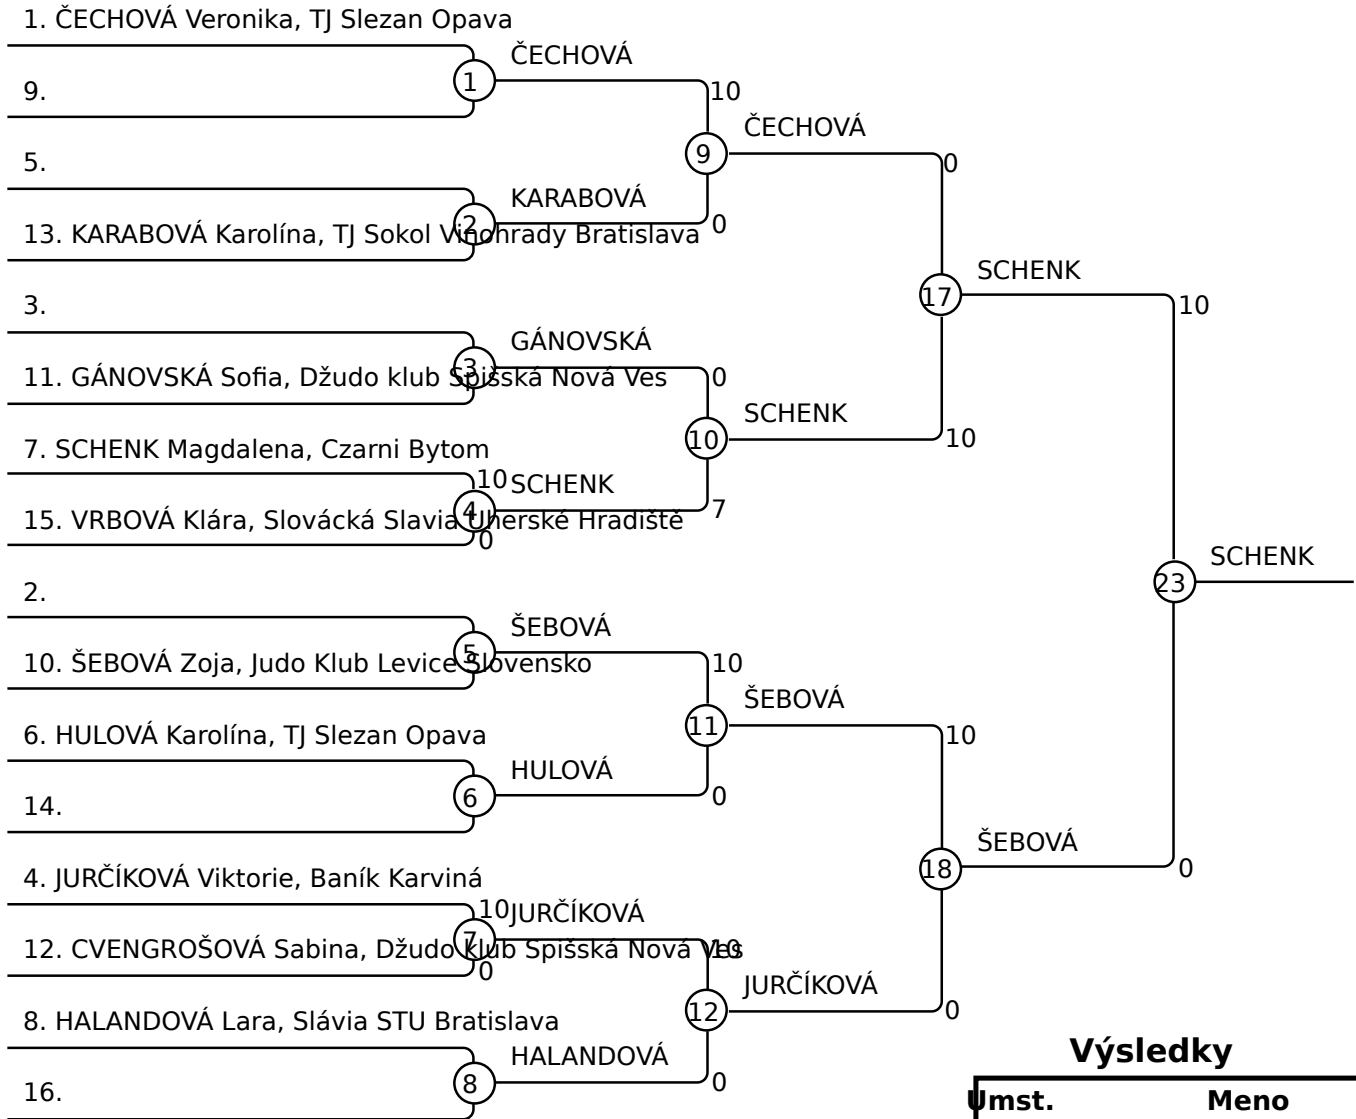 1. ČECHOVÁ Veronika, TJ Slezan Opava
ČECHOVÁ
1
9.
10
ČECHOVÁ
9
5.
0
KARABOVÁ
2
13. KARABOVÁ Karolína, TJ Sokol Vinohrady Bratislava
0
SCHENK
17
3.
10
GÁNOVSKÁ
3
11. GÁNOVSKÁ Sofia, Džudo klub Spišská Nová Ves
0
SCHENK
10
10
7. SCHENK Magdalena, Czarni Bytom
10
SCHENK
4
7
15. VRBOVÁ Klára, Slovácká Slavia Uherské Hradiště
0
SCHENK
23
2.
ŠEBOVÁ
5
10. ŠEBOVÁ Zoja, Judo Klub Levice Slovensko
10
ŠEBOVÁ
11
6. HULOVÁ Karolína, TJ Slezan Opava
10
HULOVÁ
6
0
14.
ŠEBOVÁ
18
0
4. JURČÍKOVÁ Viktorie, Baník Karviná
10
JURČÍKOVÁ
7
12. CVENGROŠOVÁ Sabina, Džudo klub Spišská Nová Ves
10
0
JURČÍKOVÁ
12
0
8. HALANDOVÁ Lara, Slávia STU Bratislava
HALANDOVÁ
8
0
16.
Výsledky
Umst. Meno